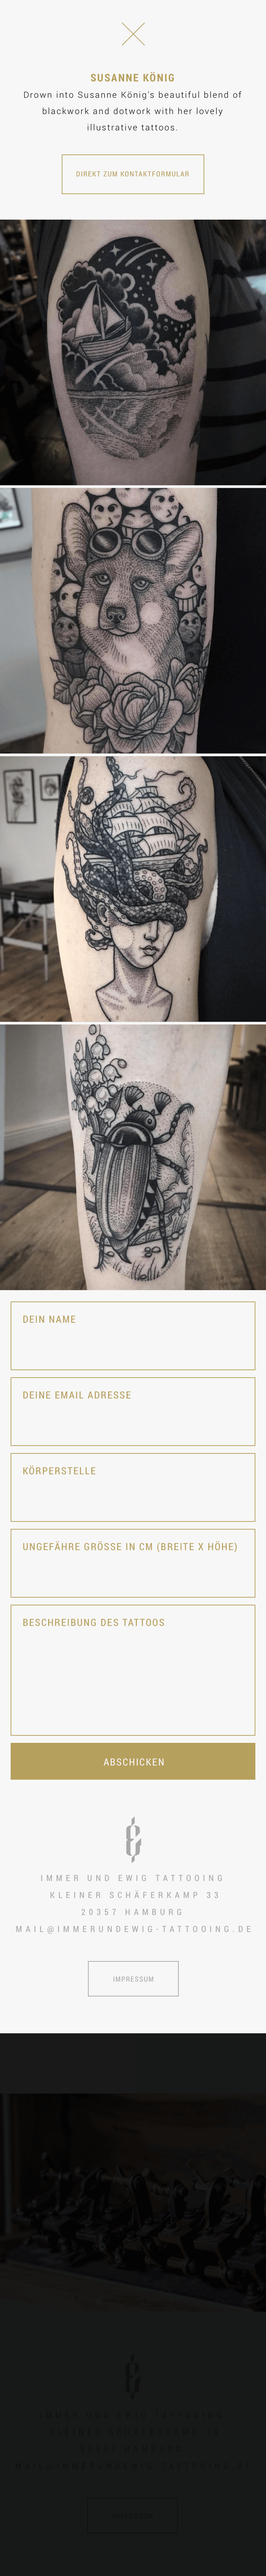 SUSANNE KÖNIG
Drown into Susanne König's beautiful blend of
blackwork and dotwork with her lovely
illustrative tattoos.
DIREKT ZUM KONTAKTFORMULAR
DEIN NAME
DEINE EMAIL ADRESSE
KÖRPERSTELLE
UNGEFÄHRE GRÖSSE IN CM (BREITE X HÖHE)
BESCHREIBUNG DES TATTOOS
ABSCHICKEN
IMMER UND EWIG TATTOOING
KLEINER SCHÄFERKAMP 33
20357 HAMBURG
MAIL@IMMERUNDEWIG-TATTOOING.DE
IMPRESSUM